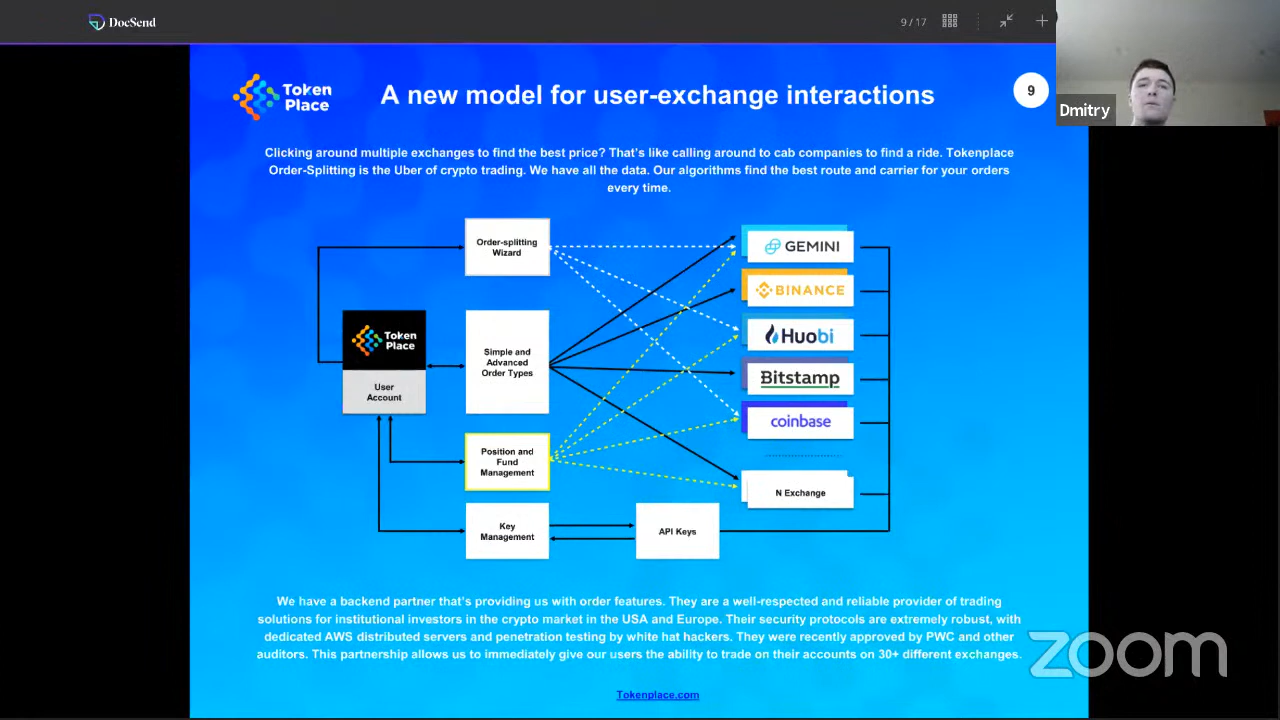 DocSend
9 / 17
Token
Place
A new model for user-exchange interactions
9
Dmitry
Clicking around multiple exchanges to find the best price? That's like calling around to cab companies to find a ride. Tokenplace
Order-Splitting is the Uber of crypto trading. We have all the data. Our algorithms find the best route and carrier for your orders
every time.
Order-splitting
Wizard
GEMINI
BINANCE
Token
Place
User
Account
Simple and
Advanced
Order Types
Huobi
Bitstamp
coinbase
Position and
Fund
Management
N Exchange
Key
Management
API Keys
We have a backend partner that's providing us with order features. They are a well-respected and reliable provider of trading
solutions for institutional investors in the crypto market in the USA and Europe. Their security protocols are extremely robust, with
dedicated AWS distributed servers and penetration testing by white hat hackers. They were recently approved by PWC and other
auditors. This partnership allows us to immediately give our users the ability to trade on their accounts on 30+ different exchanges.
zoom
Tokenplace.com